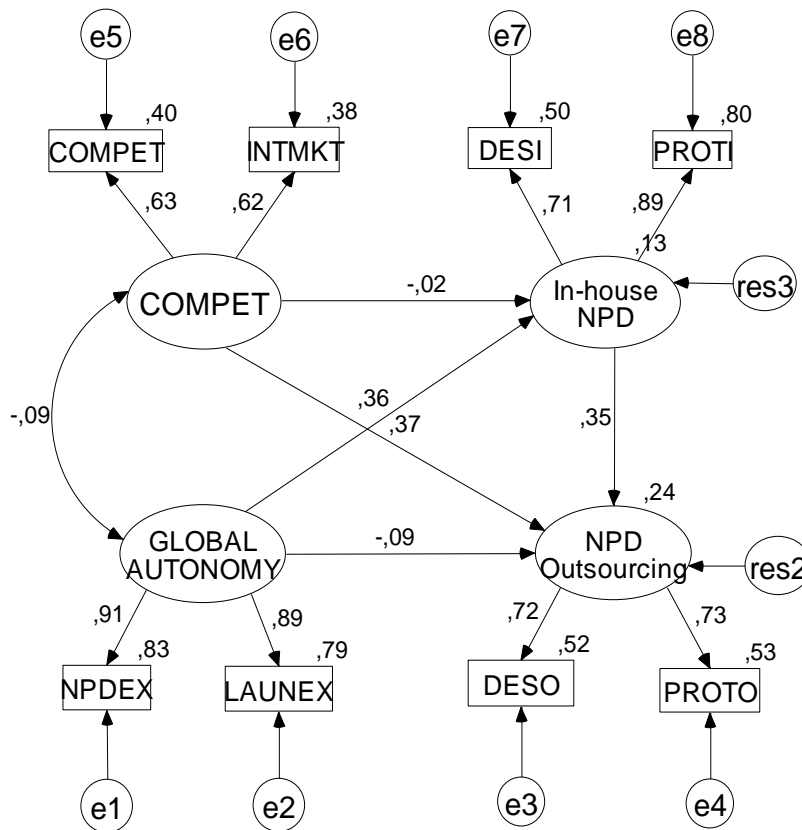 e5
e6
e7
e8
,40
,38
,50
,80
COMPET
INTMKT
DESI
PROTI
,63
,62
,71
,89
,13
COMPET
-,02
In-house
NPD
res3
-,09
,36
,37
,35
,24
GLOBAL
AUTONOMY
-,09
NPD
Outsourcing
res2
,91
,89
,72
,73
,83
,79
,52
,53
NPDEX
LAUNEX
DESO
PROTO
e1
e2
e3
e4